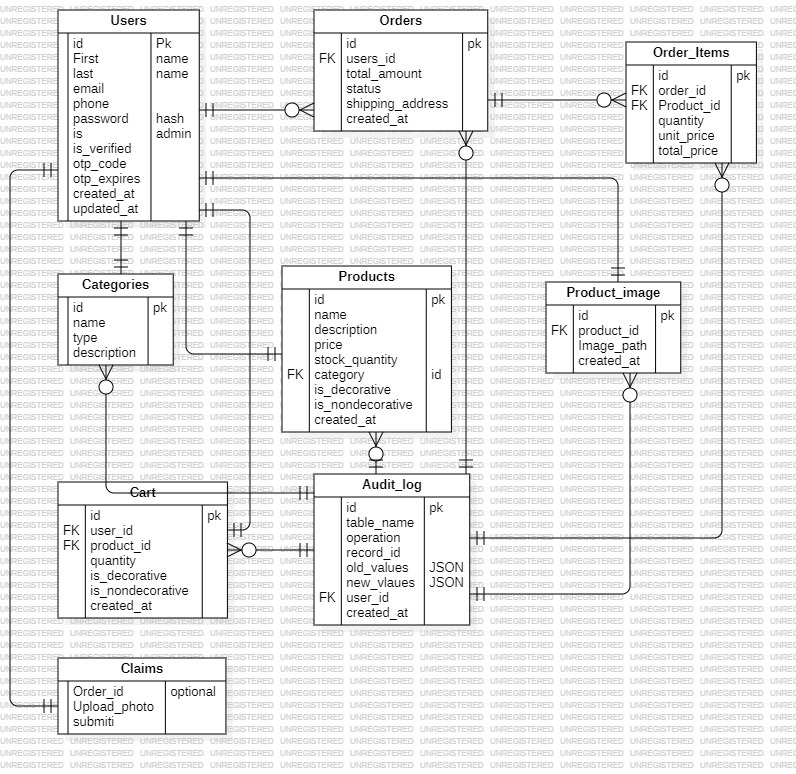 Users
id Pk
First name
last name
email
phone
password hash
is admin
is_verified
otp_code
otp_expires
created_at
updated_at
Orders
id pk
FK users_id
total_amount
status
shipping_address
created_at
Order_Items
id pk
FK order_id
FK Product_id
quantity
unit_price
total_price
Categories
id pk
name
type
description
Products
id pk
name
description
price
stock_quantity
FK category id
is_decorative
is_nondecorative
created_at
Product_image
id pk
FK product_id
Image_path
created_at
Cart
id pk
FK user_id
FK product_id
quantity
is_decorative
is_nondecorative
created_at
Audit_log
id pk
table_name
operation
record_id
old_values JSON
new_vlaues JSON
FK user_id
created_at
Claims
Order_id optional
Upload_photo
submiti
UNREGISTERED